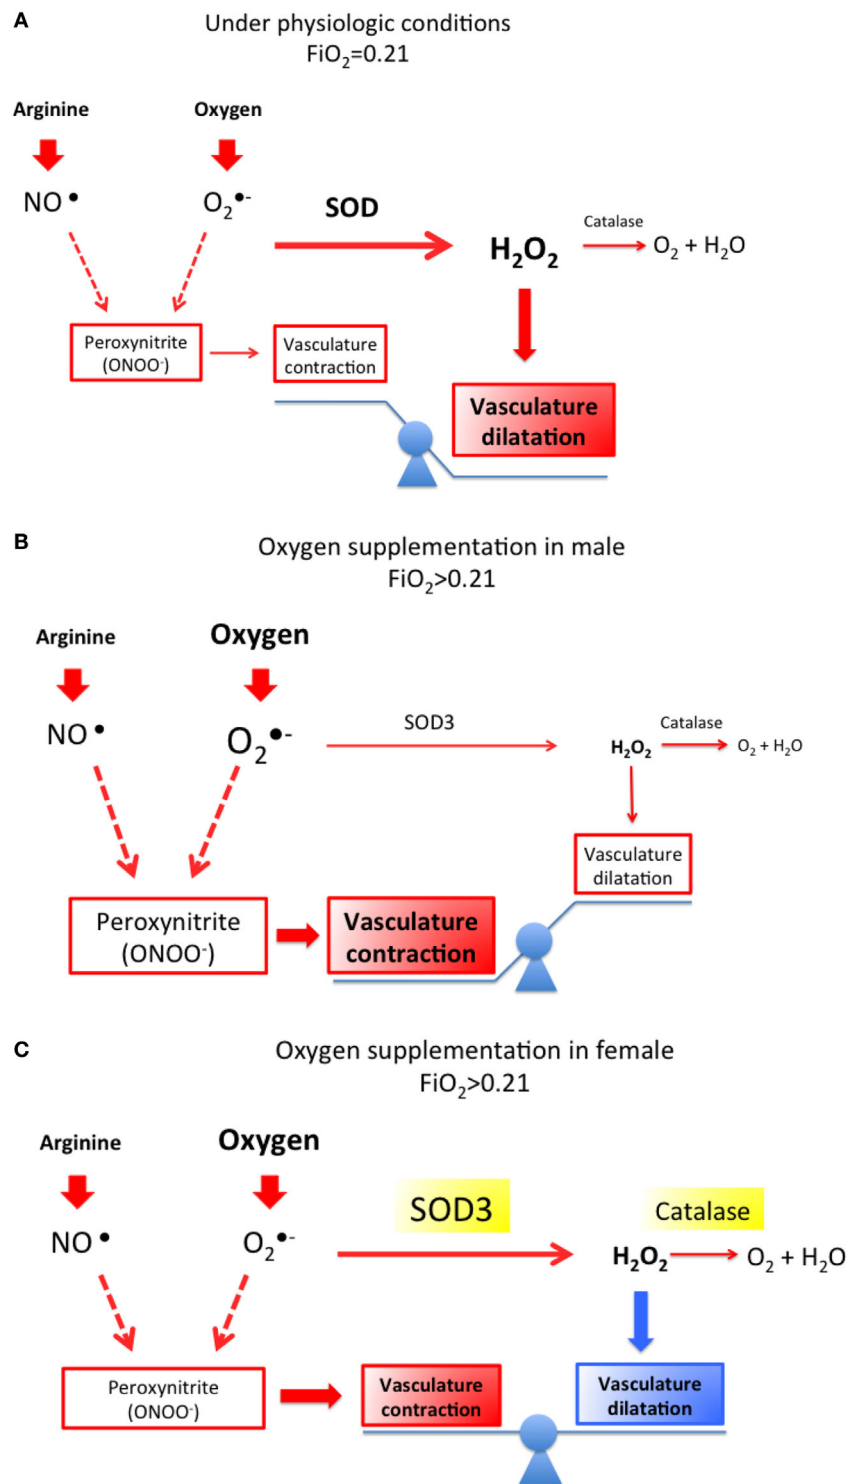 A
Under physiologic conditions
FiO₂=0.21
Arginine
Oxygen
NO•
O₂•-
SOD
H₂O₂
Catalase
O₂ + H₂O
Peroxynitrite
(ONOO⁻)
Vasculature
contraction
Vasculature
dilatation
B
Oxygen supplementation in male
FiO₂>0.21
Arginine
Oxygen
NO•
O₂•-
SOD3
H₂O₂
Catalase
O₂ + H₂O
Vasculature
dilatation
Peroxynitrite
(ONOO⁻)
Vasculature
contraction
C
Oxygen supplementation in female
FiO₂>0.21
Arginine
Oxygen
NO•
O₂•-
SOD3
Catalase
H₂O₂
O₂ + H₂O
Peroxynitrite
(ONOO⁻)
Vasculature
contraction
Vasculature
dilatation